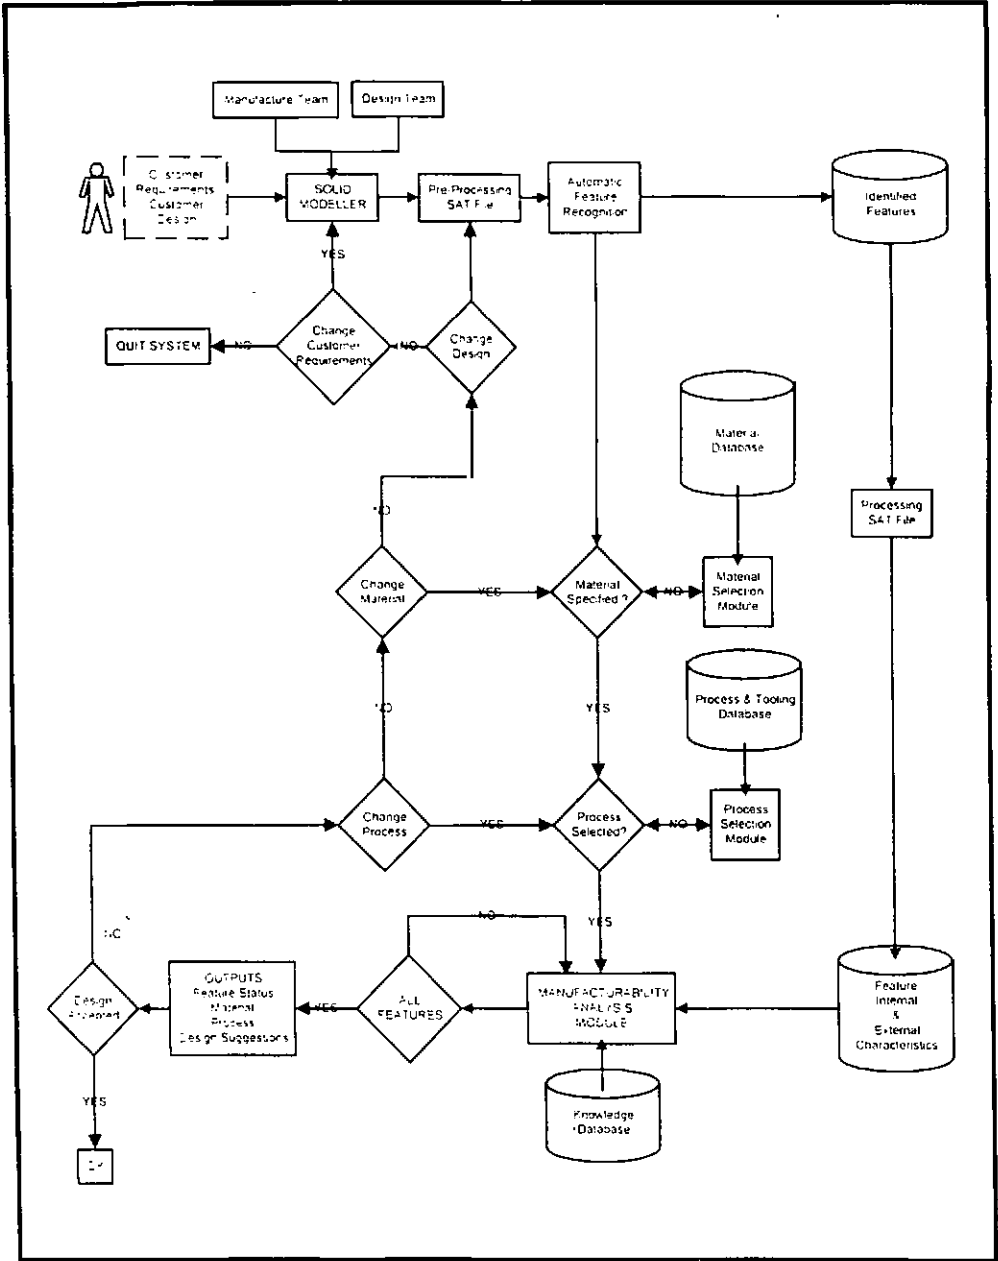 Manufacture Team
Design Team
Customer
Requirements
Customer
Design
SOLID
MODELLER
Pre-Processing
SAT File
Automatic
Feature
Recognition
Identified
Features
YES
QUIT SYSTEM
NO
Change
Customer
Requirements
NO
Change
Design
Material
Database
Processing
SAT File
NO
Change
Material
YES
Material
Specified?
NO
Material
Selection
Module
Process & Tooling
Database
NO
YES
Change
Process
YES
Process
Selected?
NO
Process
Selection
Module
NO
YES
NO
Design
Accepted
OUTPUTS
Feature Status
Material
Process
Design Suggestions
YES
ALL
FEATURES
MANUFACTURABILITY
ANALYSIS
MODULE
Feature
Internal
&
External
Characteristics
YES
Knowledge
Database